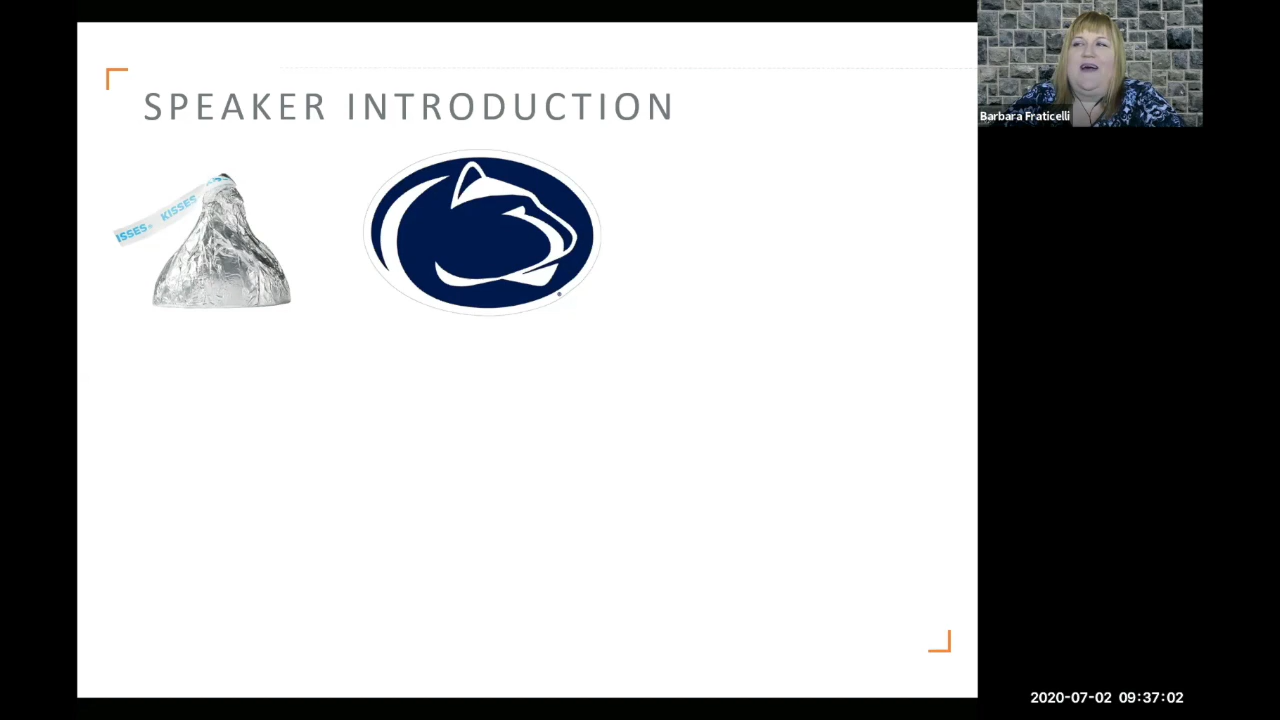 SPEAKER INTRODUCTION
KISSES
ISSES.
Barbara Fraticelli
2020-07-02 09:37:02